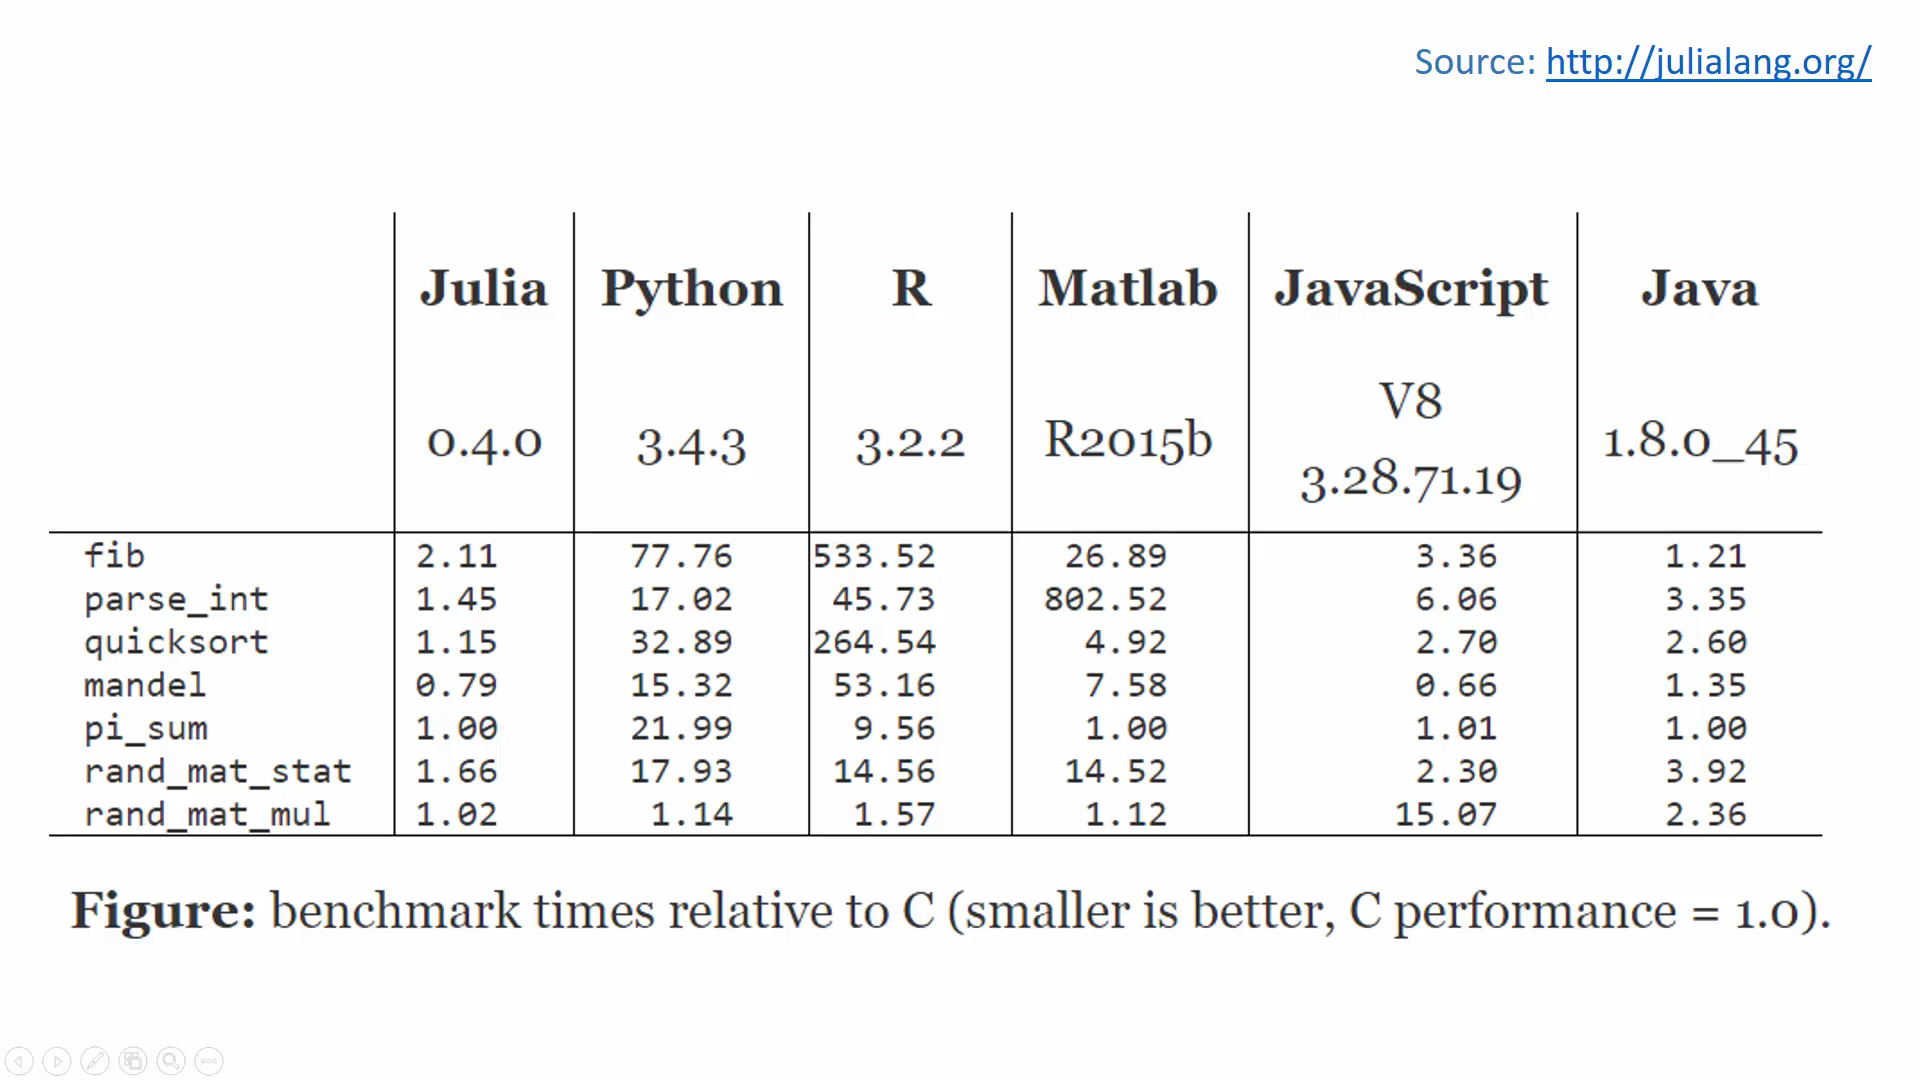 Source: http://julialang.org/
Julia Python R Matlab JavaScript Java
0.4.0 3.4.3 3.2.2 R2015b V8 3.28.71.19 1.8.0_45
fib 2.11 77.76 533.52 26.89 3.36 1.21
parse_int 1.45 17.02 45.73 802.52 6.06 3.35
quicksort 1.15 32.89 264.54 4.92 2.70 2.60
mandel 0.79 15.32 53.16 7.58 0.66 1.35
pi_sum 1.00 21.99 9.56 1.00 1.01 1.00
rand_mat_stat 1.66 17.93 14.56 14.52 2.30 3.92
rand_mat_mul 1.02 1.14 1.57 1.12 15.07 2.36
Figure: benchmark times relative to C (smaller is better, C performance = 1.0).